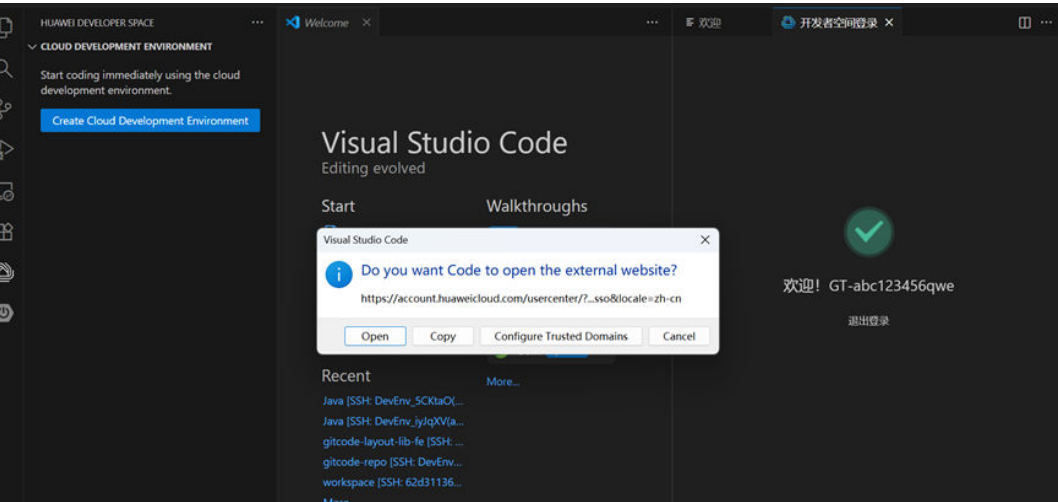 HUAWEI DEVELOPER SPACE
CLOUD DEVELOPMENT ENVIRONMENT
Start coding immediately using the cloud
development environment.
Create Cloud Development Environment
Welcome
Visual Studio Code
Editing evolved
Start
Walkthroughs
Visual Studio Code
Do you want Code to open the external website?
https://account.huaweicloud.com/usercenter/?...sso&locale=zh-cn
Open
Copy
Configure Trusted Domains
Cancel
Recent
Java [SSH: DevEnv_5CKtaO(...
Java [SSH: DevEnv_iyJqXV(a...
gitcode-layout-lib-fe [SSH: ...
gitcode-repo [SSH: DevEnv...
workspace [SSH: 62d31136...
More...
欢迎
开发者空间登录
欢迎！GT-abc123456qwe
退出登录